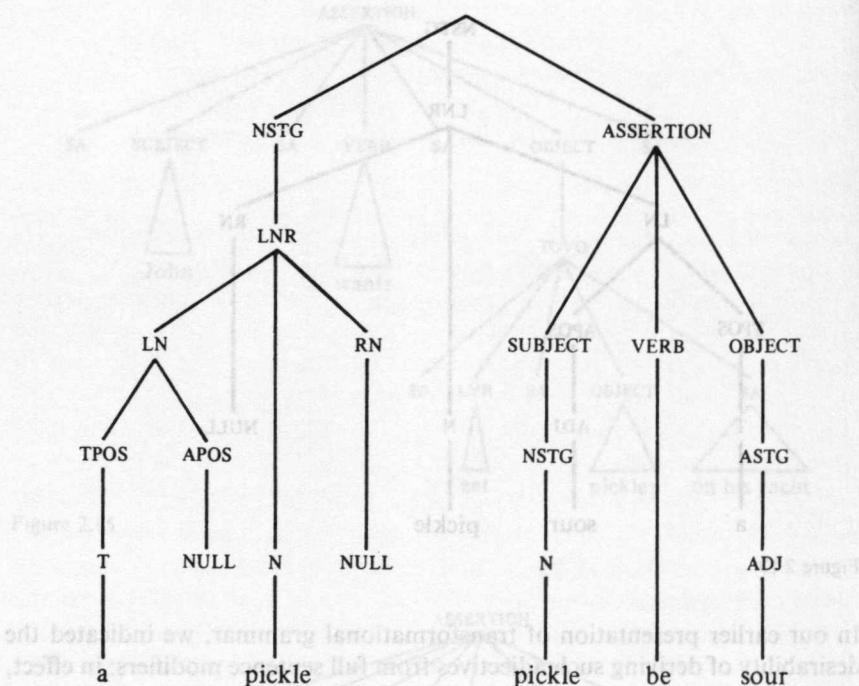 NSTG ASSERTION
LNR
LN RN SUBJECT VERB OBJECT
TPOS APOS NSTG ASTG
T NULL N NULL N ADJ
a pickle pickle be sour